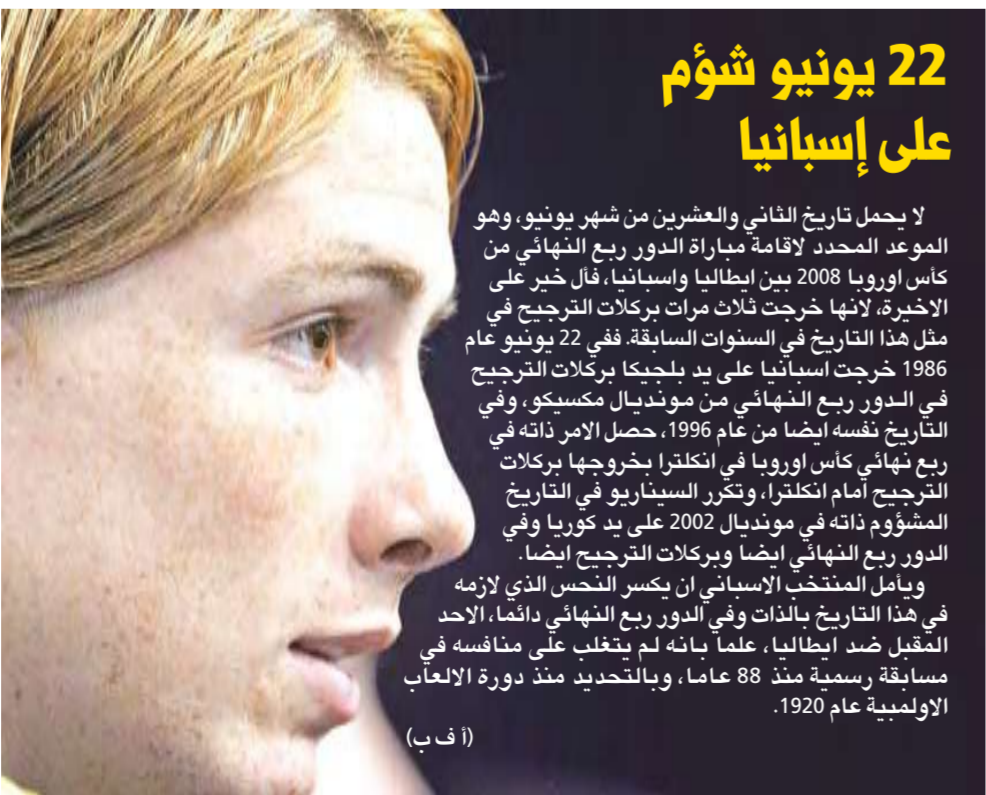 22 يونيو شؤم
على إسبانيا
لا يحمل تاريخ الثاني والعشرين من شهر يونيو، وهو
الموعد المحدد لاقامة مباراة الدور ربع النهائي من
كأس اوروبا 2008 بين ايطاليا واسبانيا، فأل خير على
الاخيرة، لانها خرجت ثلاث مرات بركلات الترجيح في
مثل هذا التاريخ في السنوات السابقة. ففي 22 يونيو عام
1986 خرجت اسبانيا على يد بلجيكا بركلات الترجيح
في الدور ربع النهائي من مونديال مكسيكو، وفي
التاريخ نفسه ايضا من عام 1996، حصل الامر ذاته في
ربع نهائي كأس اوروبا في انكلترا بخروجها بركلات
الترجيح أمام انكلترا، وتكرر السيناريو في التاريخ
المشؤوم ذاته في مونديال 2002 على يد كوريا وفي
الدور ربع النهائي ايضا وبركلات الترجيح ايضا.
ويأمل المنتخب الاسباني ان يكسر النحس الذي لازمه
في هذا التاريخ بالذات وفي الدور ربع النهائي دائما، الاحد
المقبل ضد ايطاليا، علما بانه لم يتغلب على منافسه في
مسابقة رسمية منذ 88 عاما، وبالتحديد منذ دورة الالعاب
الاولمبية عام 1920.
(أ ف ب)